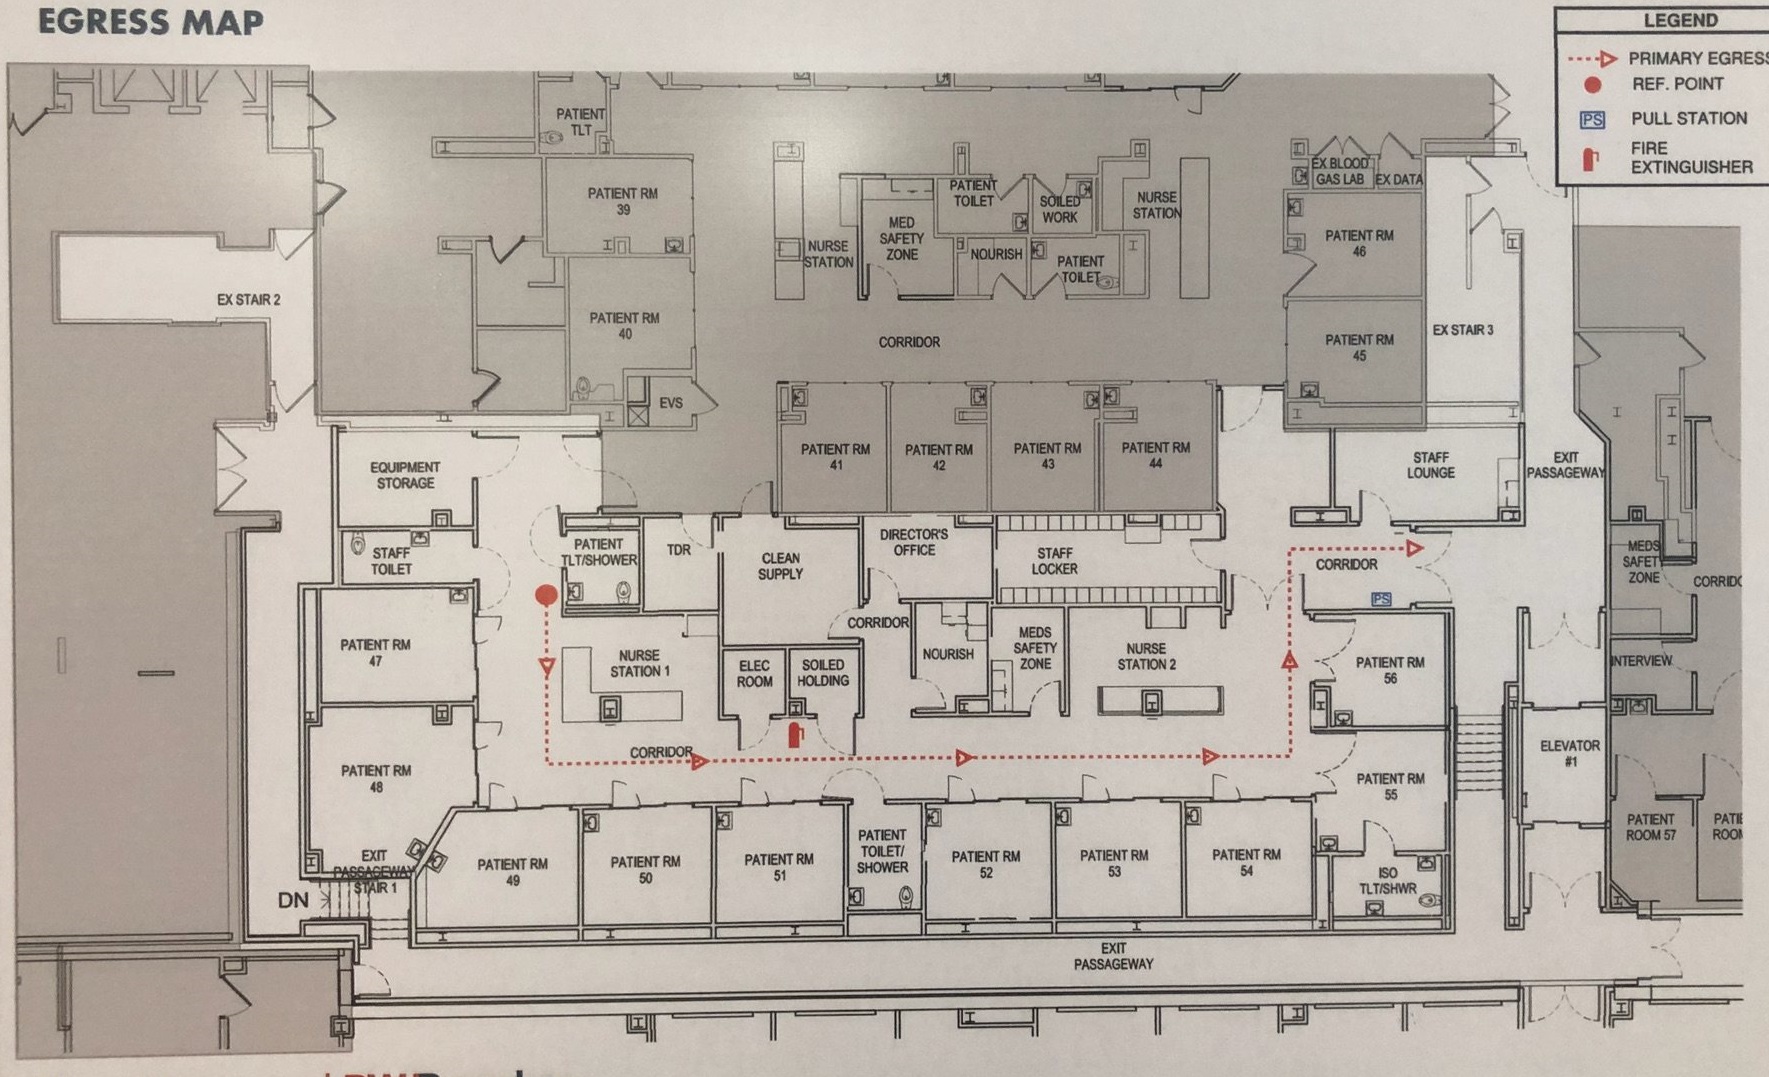 EGRESS MAP
LEGEND
PRIMARY EGRESS
REF. POINT
PS
PULL STATION
FIRE
EXTINGUISHER
PATIENT
TLT
PATIENT RM
39
NURSE
STATION
MED
SAFETY
ZONE
PATIENT
TOILET
SOILED
WORK
NOURISH
PATIENT
TOILET
NURSE
STATION
EX BLOOD
GAS LAB
EX DATA
PATIENT RM
46
EX STAIR 2
PATIENT RM
40
CORRIDOR
PATIENT RM
45
EX STAIR 3
EVS
PATIENT RM
41
PATIENT RM
42
PATIENT RM
43
PATIENT RM
44
EQUIPMENT
STORAGE
STAFF
LOUNGE
EXIT
PASSAGEWAY
STAFF
TOILET
PATIENT
TLT/SHOWER
TDR
CLEAN
SUPPLY
DIRECTOR'S
OFFICE
STAFF
LOCKER
CORRIDOR
PS
MEDS
SAFETY
ZONE
CORRIDO
PATIENT RM
47
NURSE
STATION 1
ELEC
ROOM
SOILED
HOLDING
CORRIDOR
NOURISH
MEDS
SAFETY
ZONE
NURSE
STATION 2
PATIENT RM
56
INTERVIEW
PATIENT RM
48
CORRIDOR
PATIENT RM
55
ELEVATOR
#1
PATIENT
ROOM 57
PATIE
ROOM
EXIT
PASSAGEWAY
STAIR 1
DN
PATIENT RM
49
PATIENT RM
50
PATIENT RM
51
PATIENT
TOILET/
SHOWER
PATIENT RM
52
PATIENT RM
53
PATIENT RM
54
ISO
TLT/SHWR
EXIT
PASSAGEWAY